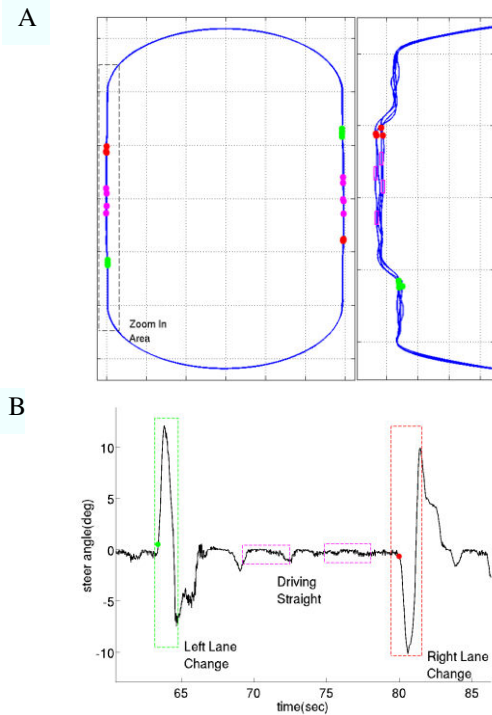 A
Zoom In
Area
B
steer angle(deg)
10
5
0
-5
-10
Driving
Straight
Left Lane
Change
Right Lane
Change
65
70
75
80
85
time(sec)